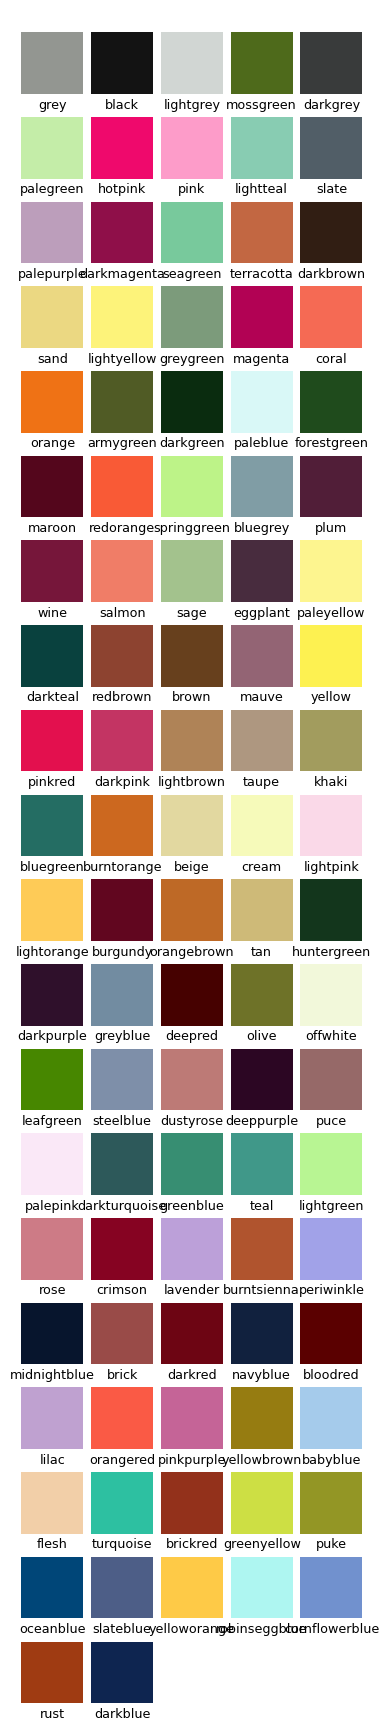 grey black lightgrey mossgreen darkgrey
palegreen hotpink pink lightteal slate
palepurple darkmagenta seagreen terracotta darkbrown
sand lightyellow greygreen magenta coral
orange armygreen darkgreen paleblue forestgreen
maroon redorange springgreen bluegrey plum
wine salmon sage eggplant paleyellow
darkteal redbrown brown mauve yellow
pinkred darkpink lightbrown taupe khaki
bluegreen burntorange beige cream lightpink
lightorange burgundy orangebrown tan huntergreen
darkpurple greyblue deepred olive offwhite
leafgreen steelblue dustyrose deeppurple puce
palepink darkturquoise greenblue teal lightgreen
rose crimson lavender burntsienna periwinkle
midnightblue brick darkred navyblue bloodred
lilac orangered pinkpurple yellowbrown babyblue
flesh turquoise brickred greenyellow puke
oceanblue slateblue yelloworange robinseggblue cornflowerblue
rust darkblue